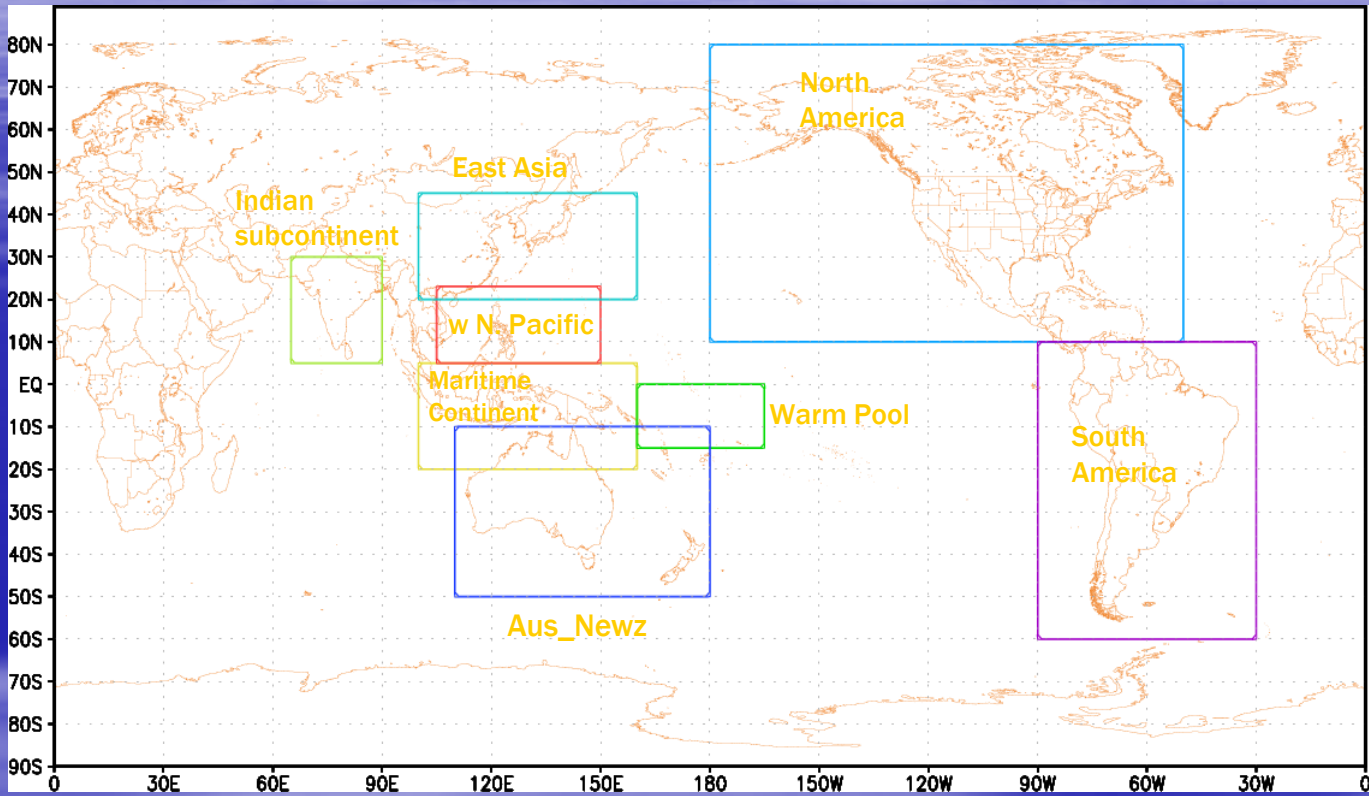 80N
70N
North
America
60N
50N
East Asia
Indian
subcontinent
40N
30N
20N
w N. Pacific
10N
EQ
Maritime
Continent
Warm Pool
10S
South
America
20S
30S
40S
50S
Aus_Newz
60S
70S
80S
90S
0 30E 60E 90E 120E 150E 180 150W 120W 90W 60W 30W 0